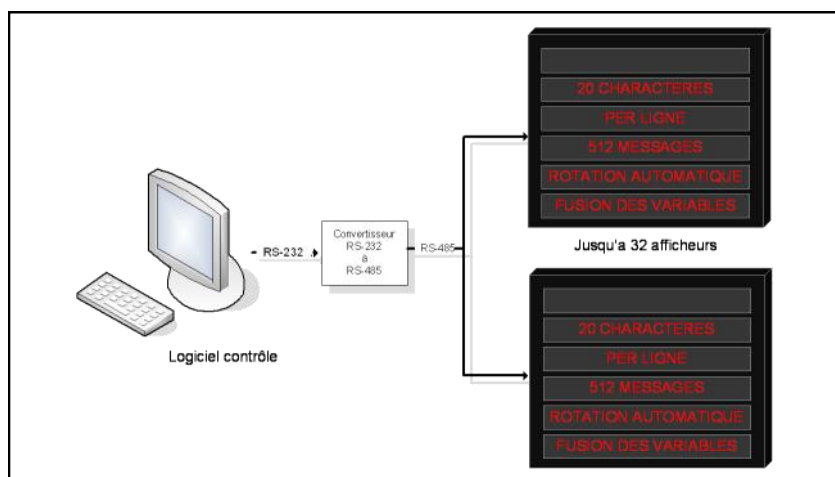 20 CHARACTERES
PER LIGNE
512 MESSAGES
ROTATION AUTOMATIQUE
FUSION DES VARIABLES
Jusqu'a 32 afficheurs
RS-232
Convertisseur
RS-232
à
RS-485
RS-485
Logiciel contrôle
20 CHARACTERES
PER LIGNE
512 MESSAGES
ROTATION AUTOMATIQUE
FUSION DES VARIABLES